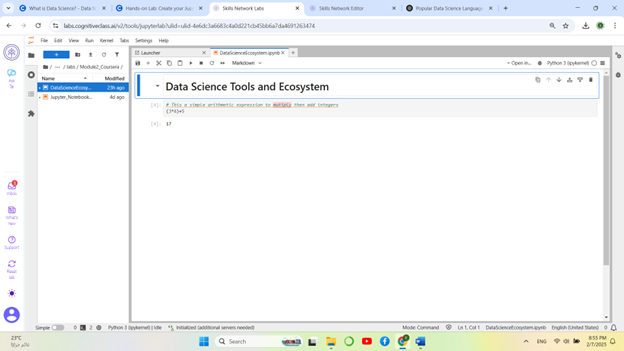 What is Data Science? - Data S
Hands-on Lab: Create your Jup
Skills Network Labs
Skills Network Editor
Popular Data Science Languag
labs.cognitiveclass.ai/v2/tools/jupyterlab?ulid=ulid-4e6dc3a6683c4a0d221cb45bb6a7da4691263474
File Edit View Run Kernel Tabs Settings Help
Launcher
DataScienceEcosystem.ipynb
Markdown
Open in...
Python 3 (ipykernel)
/ ··· / labs / Module2_Coursera /
Name
Modified
DataScienceEcosy...
23h ago
Jupyter_Notebook...
4d ago
Data Science Tools and Ecosystem
# This a simple arithmetic expression to multiply then add integers
(3*4)+5
17
Inbox
What's
new
Support
Reset
Simple
0
2
Python 3 (ipykernel) | Idle
Initialized (additional servers needed)
Mode: Command
Ln 1, Col 1
DataScienceEcosystem.ipynb
English (United States)
0
23°C
Search
ENG
8:55 PM
2/7/2025